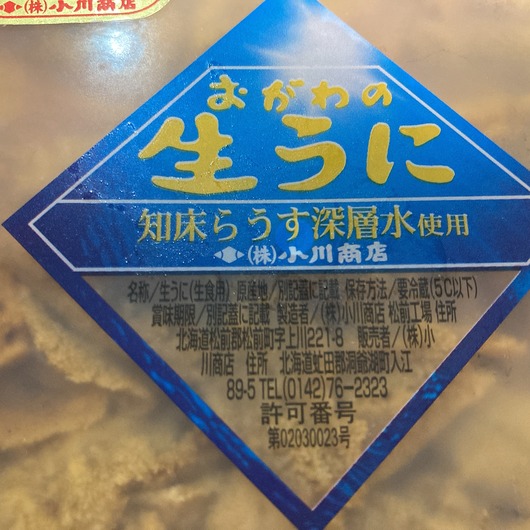 (株)小川商店
おがわの
生うに
知床らうす深層水使用
(株)小川商店
名称/生うに(生食用) 原産地/別記蓋に記載 保存方法/要冷蔵(5℃以下)
賞味期限/別記蓋に記載 製造者/(株)小川商店 松前工場 住所
北海道松前郡松前町字上川221-8 販売者/(株)小
川商店 住所 北海道虻田郡洞爺湖町入江
89-5 TEL(0142)76-2323
許可番号
第02030023号